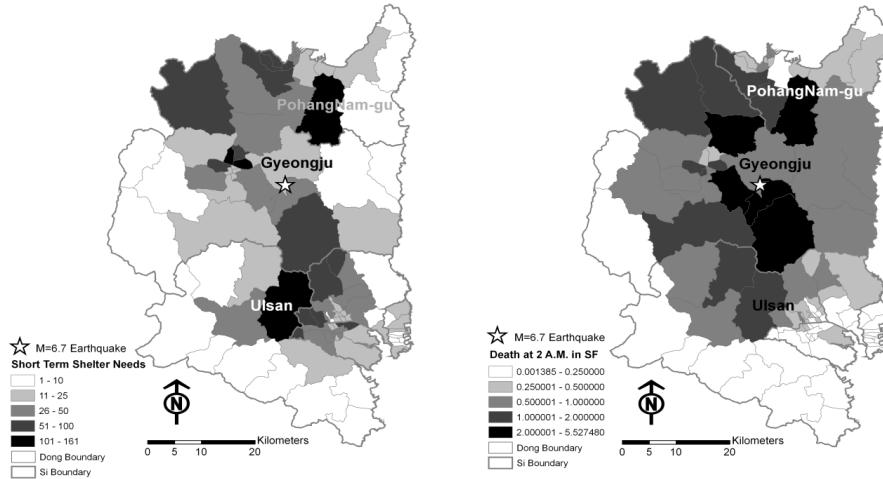 PohangNam-gu
Gyeongju
Ulsan
M=6.7 Earthquake
Short Term Shelter Needs
1 - 10
11 - 25
26 - 50
51 - 100
101 - 161
Dong Boundary
Si Boundary
N
Kilometers
0 5 10 20
PohangNam-gu
Gyeongju
Ulsan
M=6.7 Earthquake
Death at 2 A.M. in SF
0.001385 - 0.250000
0.250001 - 0.500000
0.500001 - 1.000000
1.000001 - 2.000000
2.000001 - 5.527480
Dong Boundary
Si Boundary
N
Kilometers
0 5 10 20